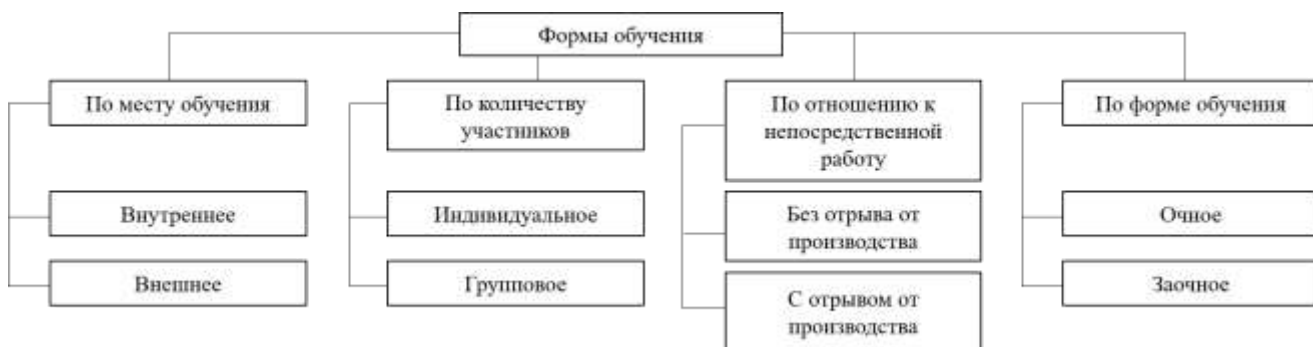 Формы обучения
По месту обучения
Внутреннее
Внешнее
По количеству
участников
Индивидуальное
Групповое
По отношению к
непосредственной
работу
Без отрыва от
производства
С отрывом от
производства
По форме обучения
Очное
Заочное